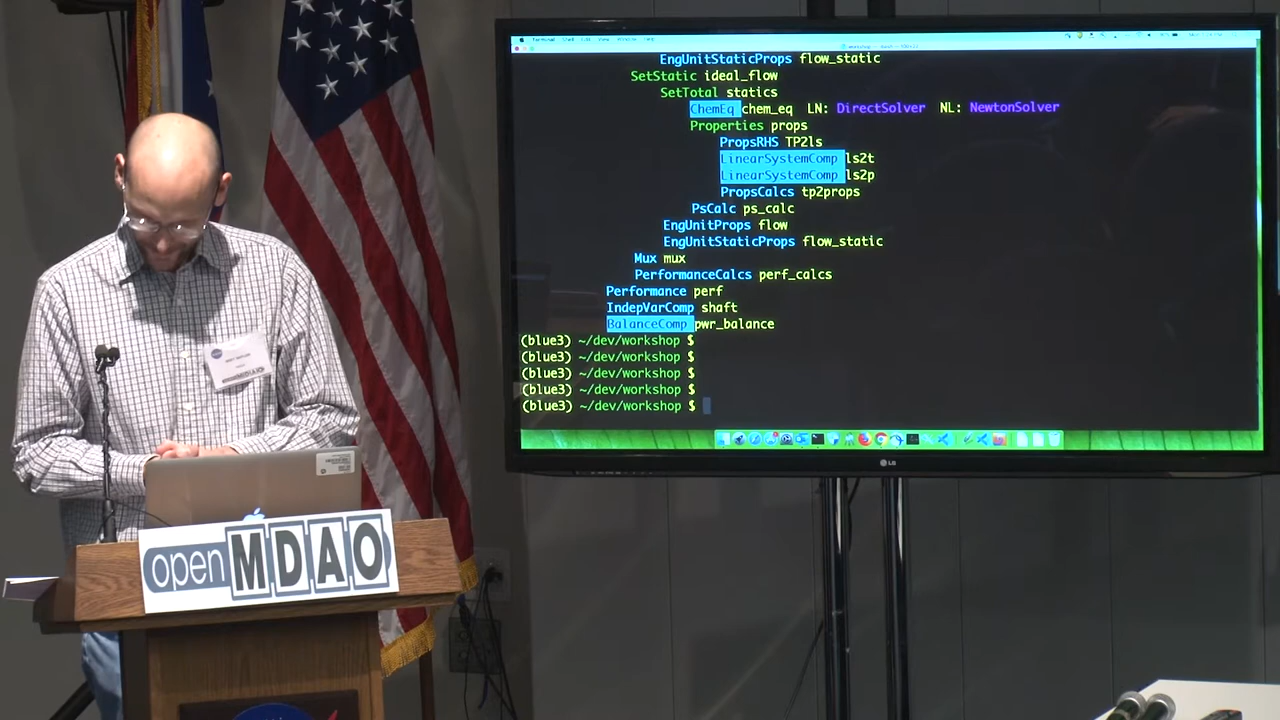 EngUnitStaticProps flow_static
SetStatic ideal_flow
SetTotal statics
ChemEq chem_eq LN: DirectSolver NL: NewtonSolver
Properties props
PropsRHS TP2ls
LinearSystemComp ls2t
LinearSystemComp ls2p
PropsCalcs tp2props
PsCalc ps_calc
EngUnitProps flow
EngUnitStaticProps flow_static
Mux mux
PerformanceCalcs perf_calcs
Performance perf
IndepVarComp shaft
BalanceComp pwr_balance
(blue3) ~/dev/workshop $
(blue3) ~/dev/workshop $
(blue3) ~/dev/workshop $
(blue3) ~/dev/workshop $
(blue3) ~/dev/workshop $
LG
openMDAO